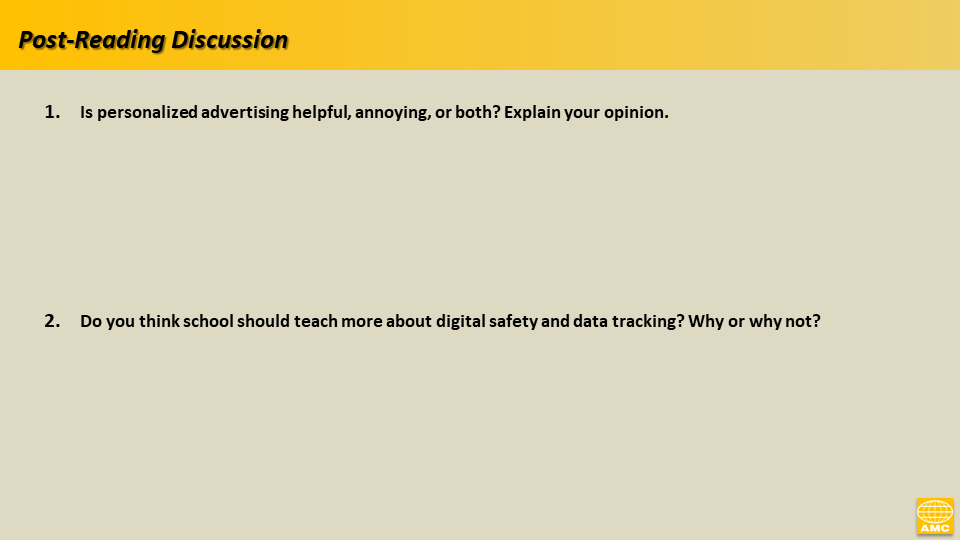 Post-Reading Discussion
1. Is personalized advertising helpful, annoying, or both? Explain your opinion.
2. Do you think school should teach more about digital safety and data tracking? Why or why not?
AMC